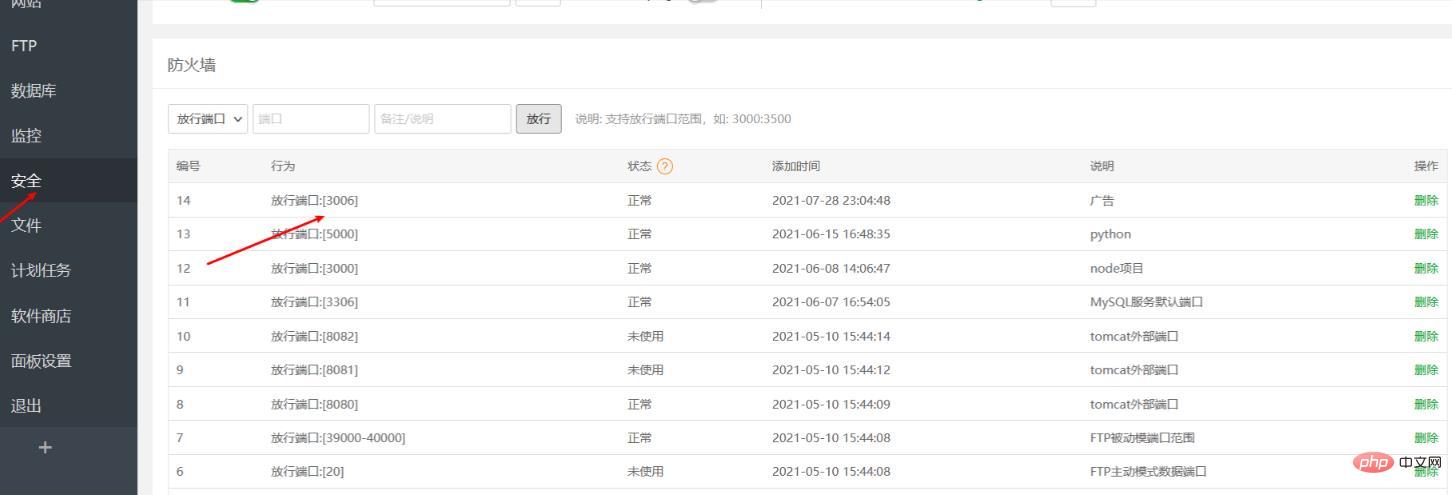 网站
FTP
数据库
监控
安全
文件
计划任务
软件商店
面板设置
退出
+
防火墙
放行端口 端口 备注/说明 放行 说明: 支持放行端口范围，如: 3000:3500
编号 行为 状态 ? 添加时间 说明 操作
14 放行端口:[3006] 正常 2021-07-28 23:04:48 广告 删除
13 放行端口:[5000] 正常 2021-06-15 16:48:35 python 删除
12 放行端口:[3000] 正常 2021-06-08 14:06:47 node项目 删除
11 放行端口:[3306] 正常 2021-06-07 16:54:05 MySQL服务默认端口 删除
10 放行端口:[8082] 未使用 2021-05-10 15:44:14 tomcat外部端口 删除
9 放行端口:[8081] 未使用 2021-05-10 15:44:12 tomcat外部端口 删除
8 放行端口:[8080] 正常 2021-05-10 15:44:09 tomcat外部端口 删除
7 放行端口:[39000-40000] 正常 2021-05-10 15:44:08 FTP被动模端口范围 删除
6 放行端口:[20] 未使用 2021-05-10 15:44:08 FTP主动模式数据端口 删除
php 中文网